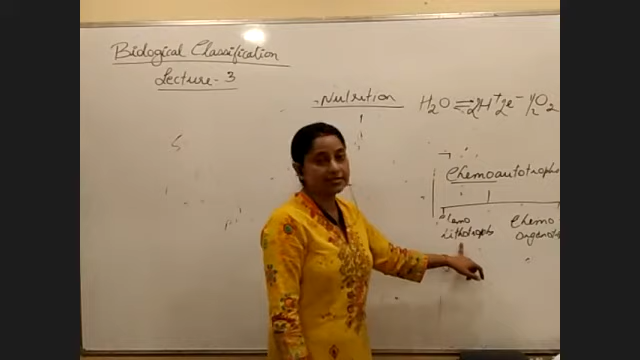 Biological Classification
Lecture - 3
Nutrition
H2O ⇌ 2H+ 2e- 1/2O2
Chemoautotrophs
Chemo
Lithotrophs
Chemo